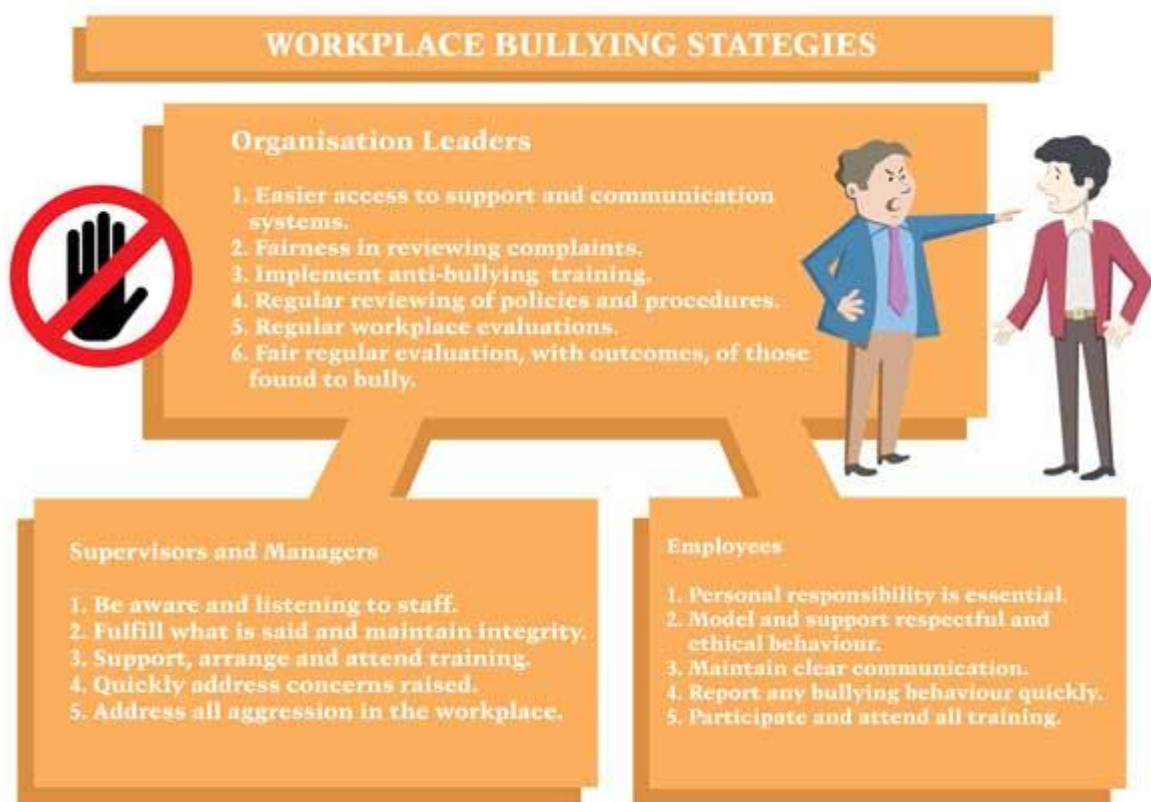 WORKPLACE BULLYING STATEGIES
Organisation Leaders
1. Easier access to support and communication
systems.
2. Fairness in reviewing complaints.
3. Implement anti-bullying training.
4. Regular reviewing of policies and procedures.
5. Regular workplace evaluations.
6. Fair regular evaluation, with outcomes, of those
found to bully.
Supervisors and Managers
1. Be aware and listening to staff.
2. Fulfill what is said and maintain integrity.
3. Support, arrange and attend training.
4. Quickly address concerns raised.
5. Address all aggression in the workplace.
Employees
1. Personal responsibility is essential.
2. Model and support respectful and
ethical behaviour.
3. Maintain clear communication.
4. Report any bullying behaviour quickly.
5. Participate and attend all training.